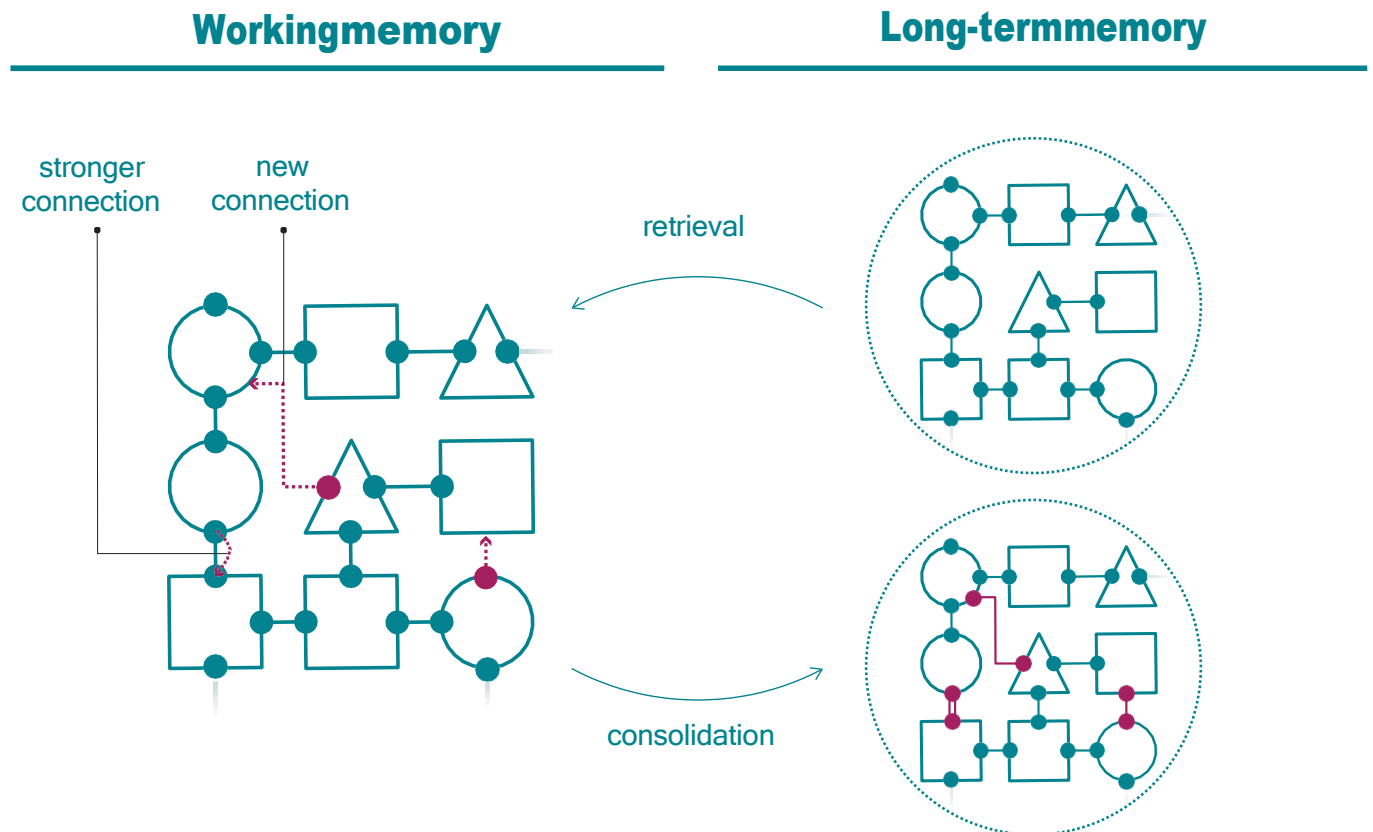 Workingmemory
Long-termmemory
stronger
connection
new
connection
retrieval
consolidation